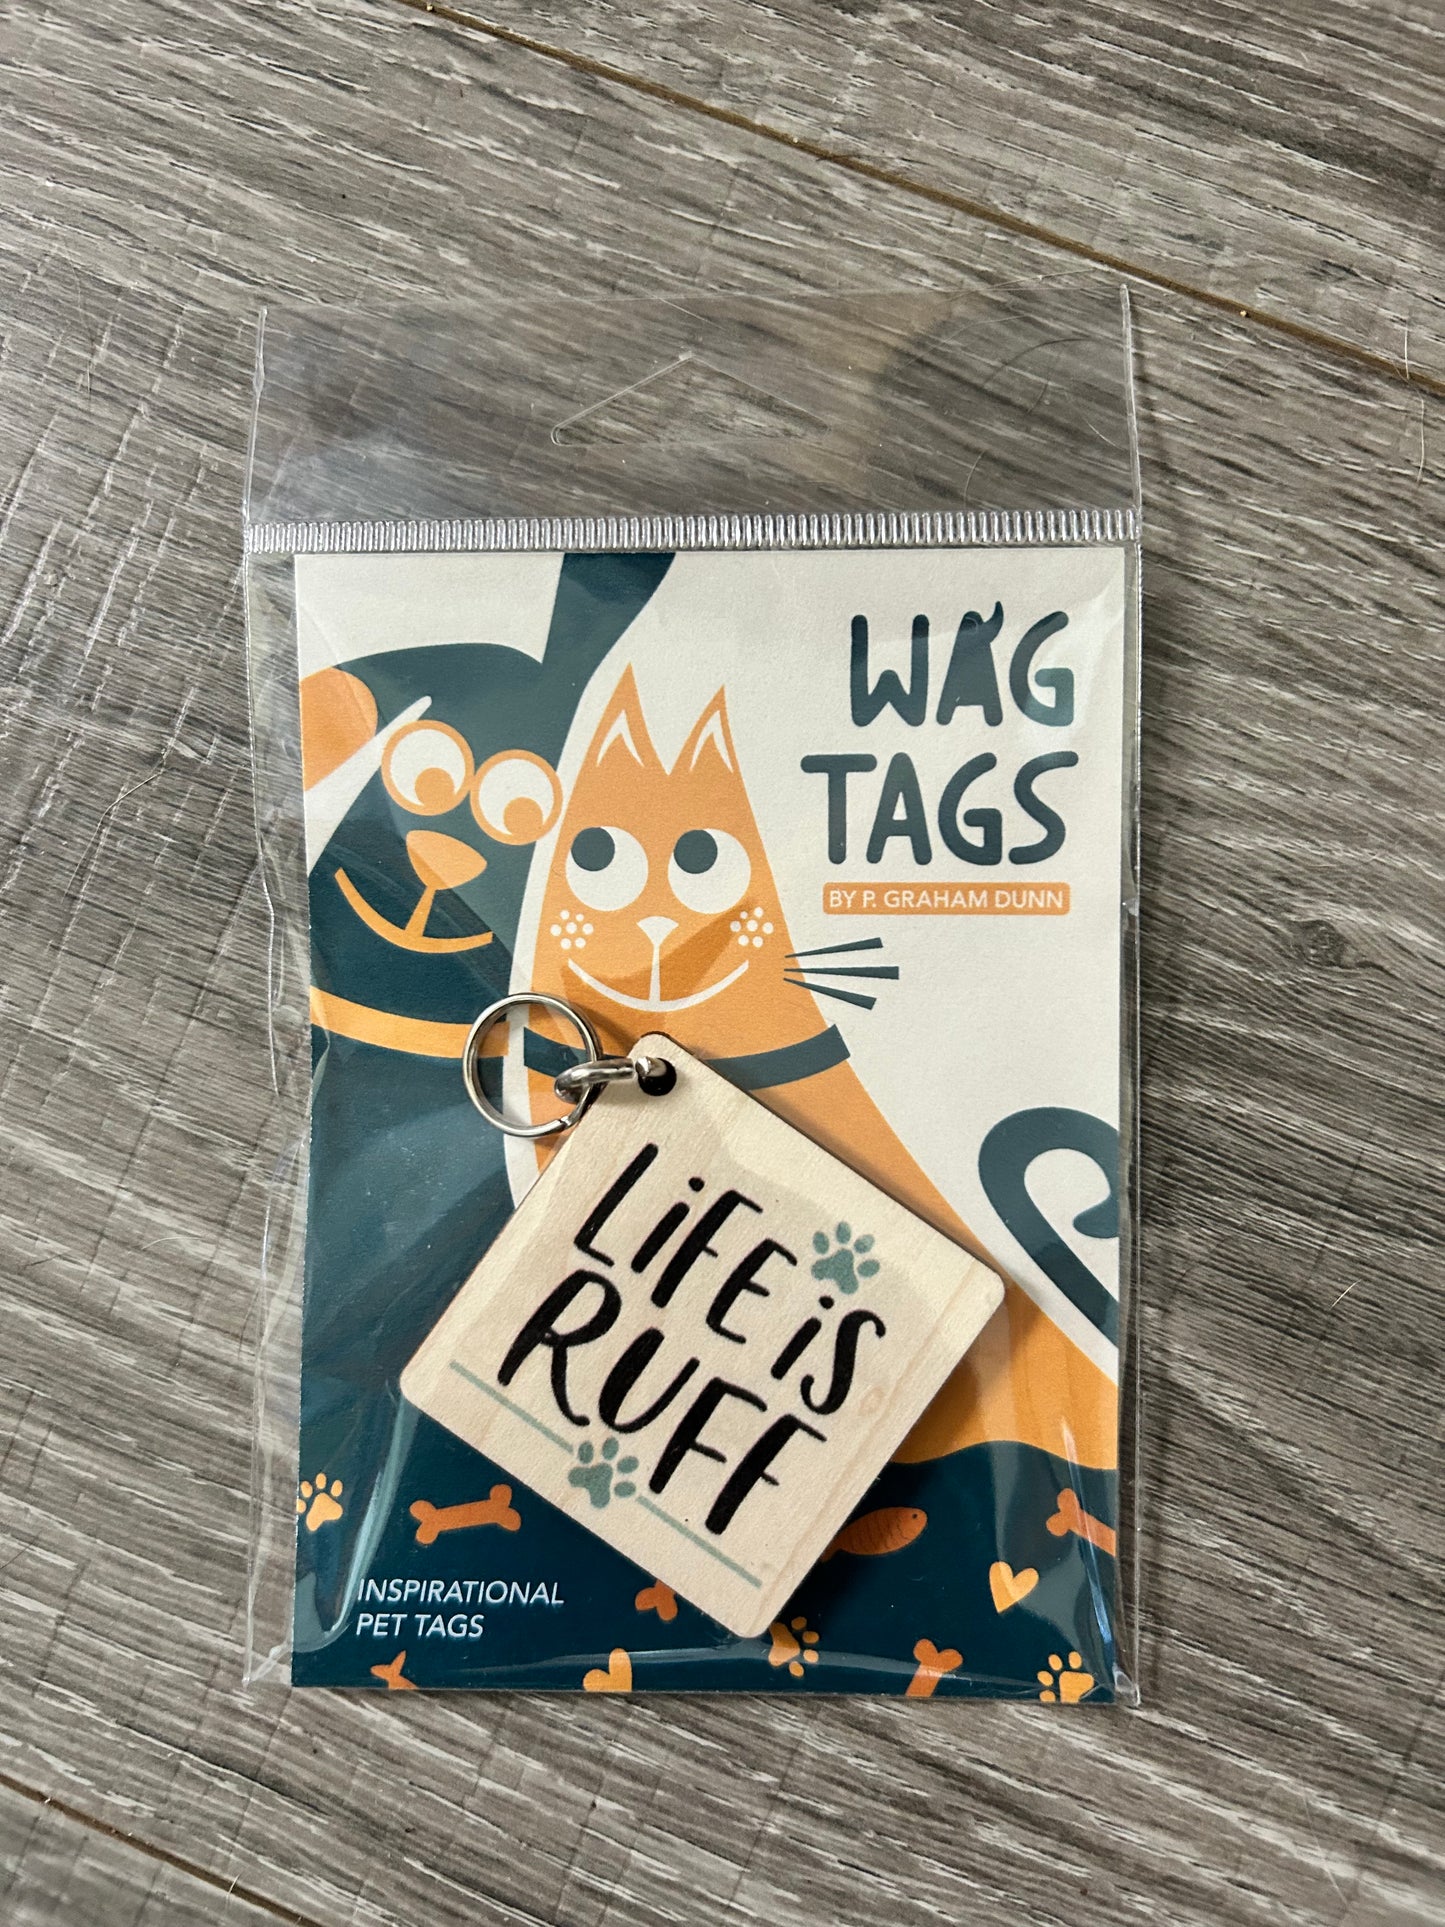 WAG
TAGS
BY P. GRAHAM DUNN
LiFE iS
RUFF
INSPIRATIONAL
PET TAGS